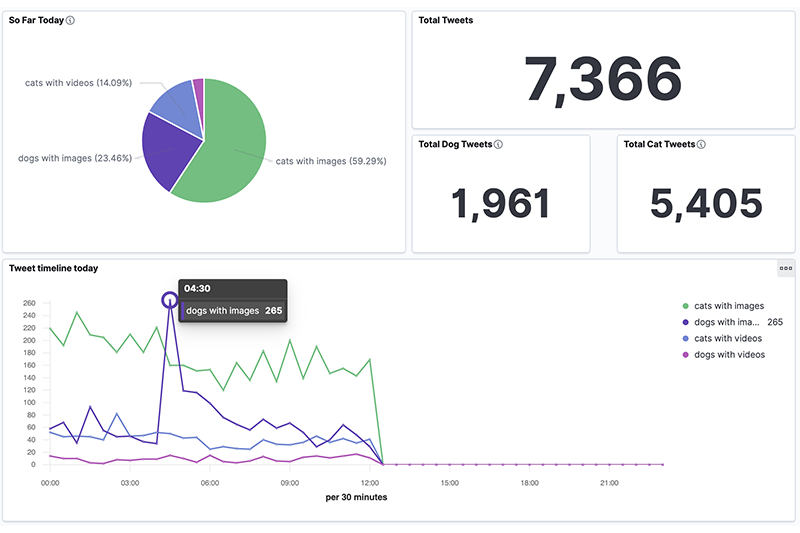 So Far Today
cats with videos (14.09%)
dogs with images (23.46%)
cats with images (59.29%)
Total Tweets
7,366
Total Dog Tweets
1,961
Total Cat Tweets
5,405
Tweet timeline today
04:30
dogs with images 265
260
240
220
200
180
160
140
120
100
80
60
40
20
0
00:00 03:00 06:00 09:00 12:00 15:00 18:00 21:00
per 30 minutes
cats with images
dogs with ima... 265
cats with videos
dogs with videos